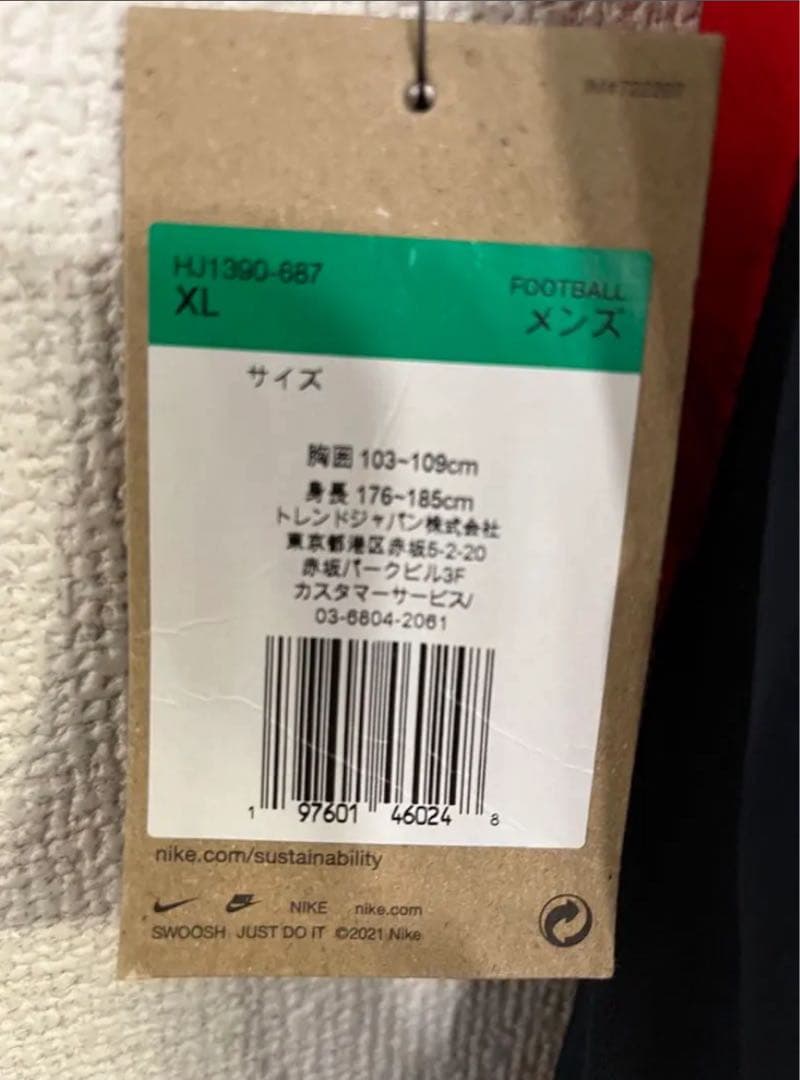 HJ1390-687
XL
FOOTBALL
メンズ
サイズ
胸囲 103~109cm
身長 176~185cm
トレンドジャパン株式会社
東京都港区赤坂5-2-20
赤坂パークビル3F
カスタマーサービス/
03-6804-2061
1 97601 46024 8
nike.com/sustainability
NIKE nike.com
SWOOSH JUST DO IT ©2021 Nike